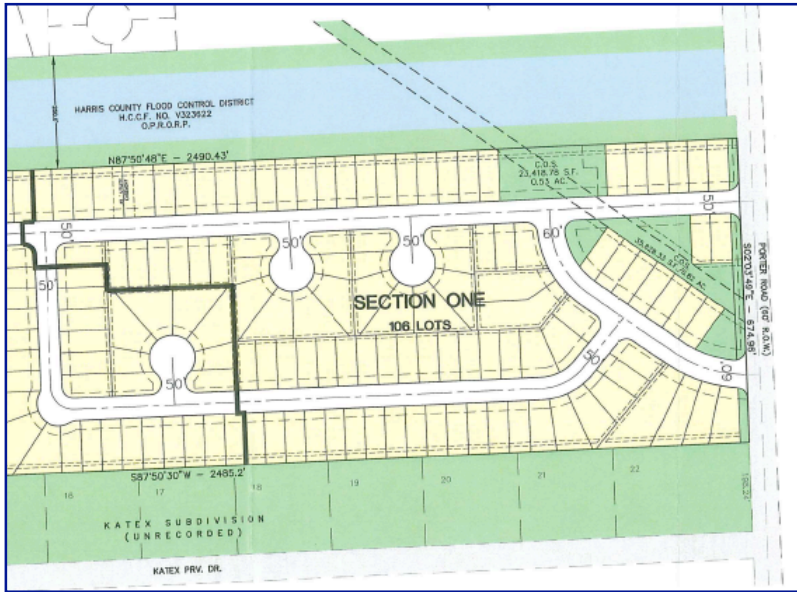 HARRIS COUNTY FLOOD CONTROL DISTRICT
H.C.C.F. NO. V323622
O.P.R.O.R.P.
N87°50'48"E - 2490.43'
C.O.S.
23,418.78 S.F.
0.53 AC.
50'
50'
50'
50'
60'
50'
C.O.S.
PORTER ROAD (60' R.O.W.)
S02°03'49"E - 674.98'
SECTION ONE
106 LOTS
50'
50'
60'
S87°50'30"W - 2485.2'
16
17
18
19
20
21
22
KATEX SUBDIVISION
(UNRECORDED)
KATEX PRV. DR.